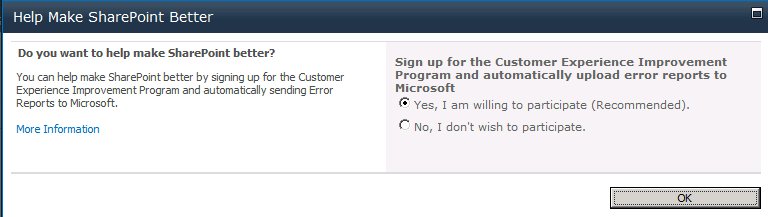 Help Make SharePoint Better
Do you want to help make SharePoint better?
You can help make SharePoint better by signing up for the Customer
Experience Improvement Program and automatically sending Error
Reports to Microsoft.
More Information
Sign up for the Customer Experience Improvement
Program and automatically upload error reports to
Microsoft
Yes, I am willing to participate (Recommended).
No, I don't wish to participate.
OK